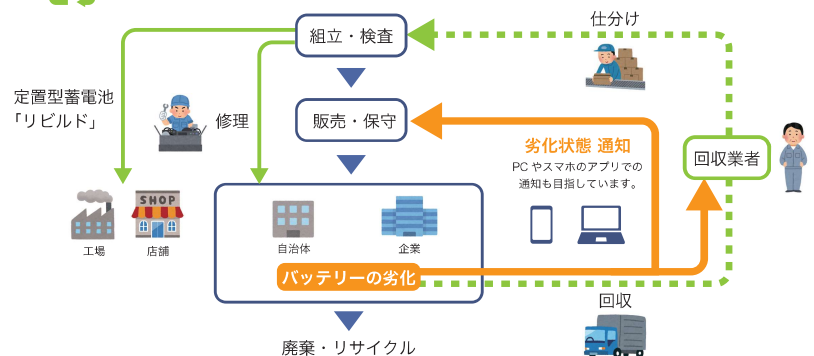 仕分け
組立・検査
定置型蓄電池
「リビルド」
修理
販売・保守
劣化状態 通知
PCやスマホのアプリでの
通知も目指しています。
回収業者
SHOP
工場
店舗
自治体
企業
バッテリーの劣化
回収
廃棄・リサイクル